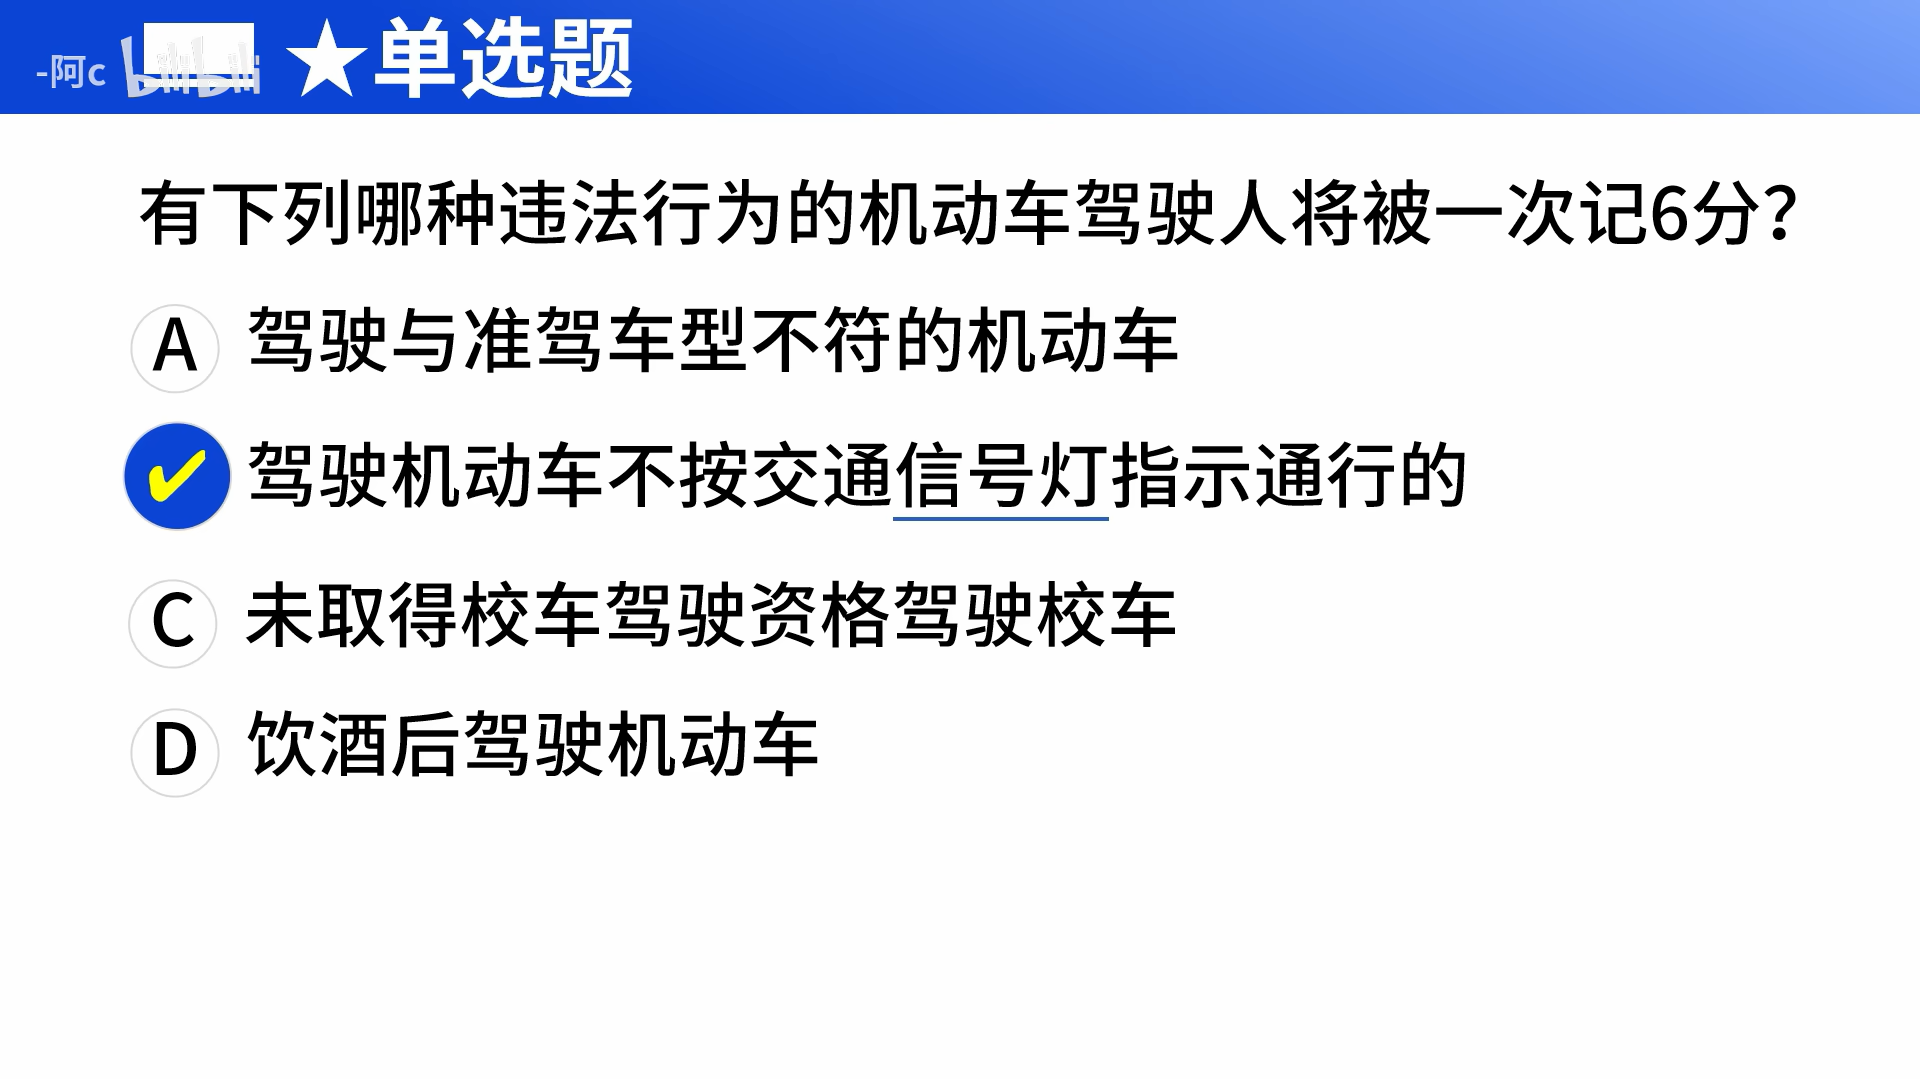 -阿c bilibili ★单选题
有下列哪种违法行为的机动车驾驶人将被一次记6分?
A 驾驶与准驾车型不符的机动车
✔ 驾驶机动车不按交通信号灯指示通行的
C 未取得校车驾驶资格驾驶校车
D 饮酒后驾驶机动车